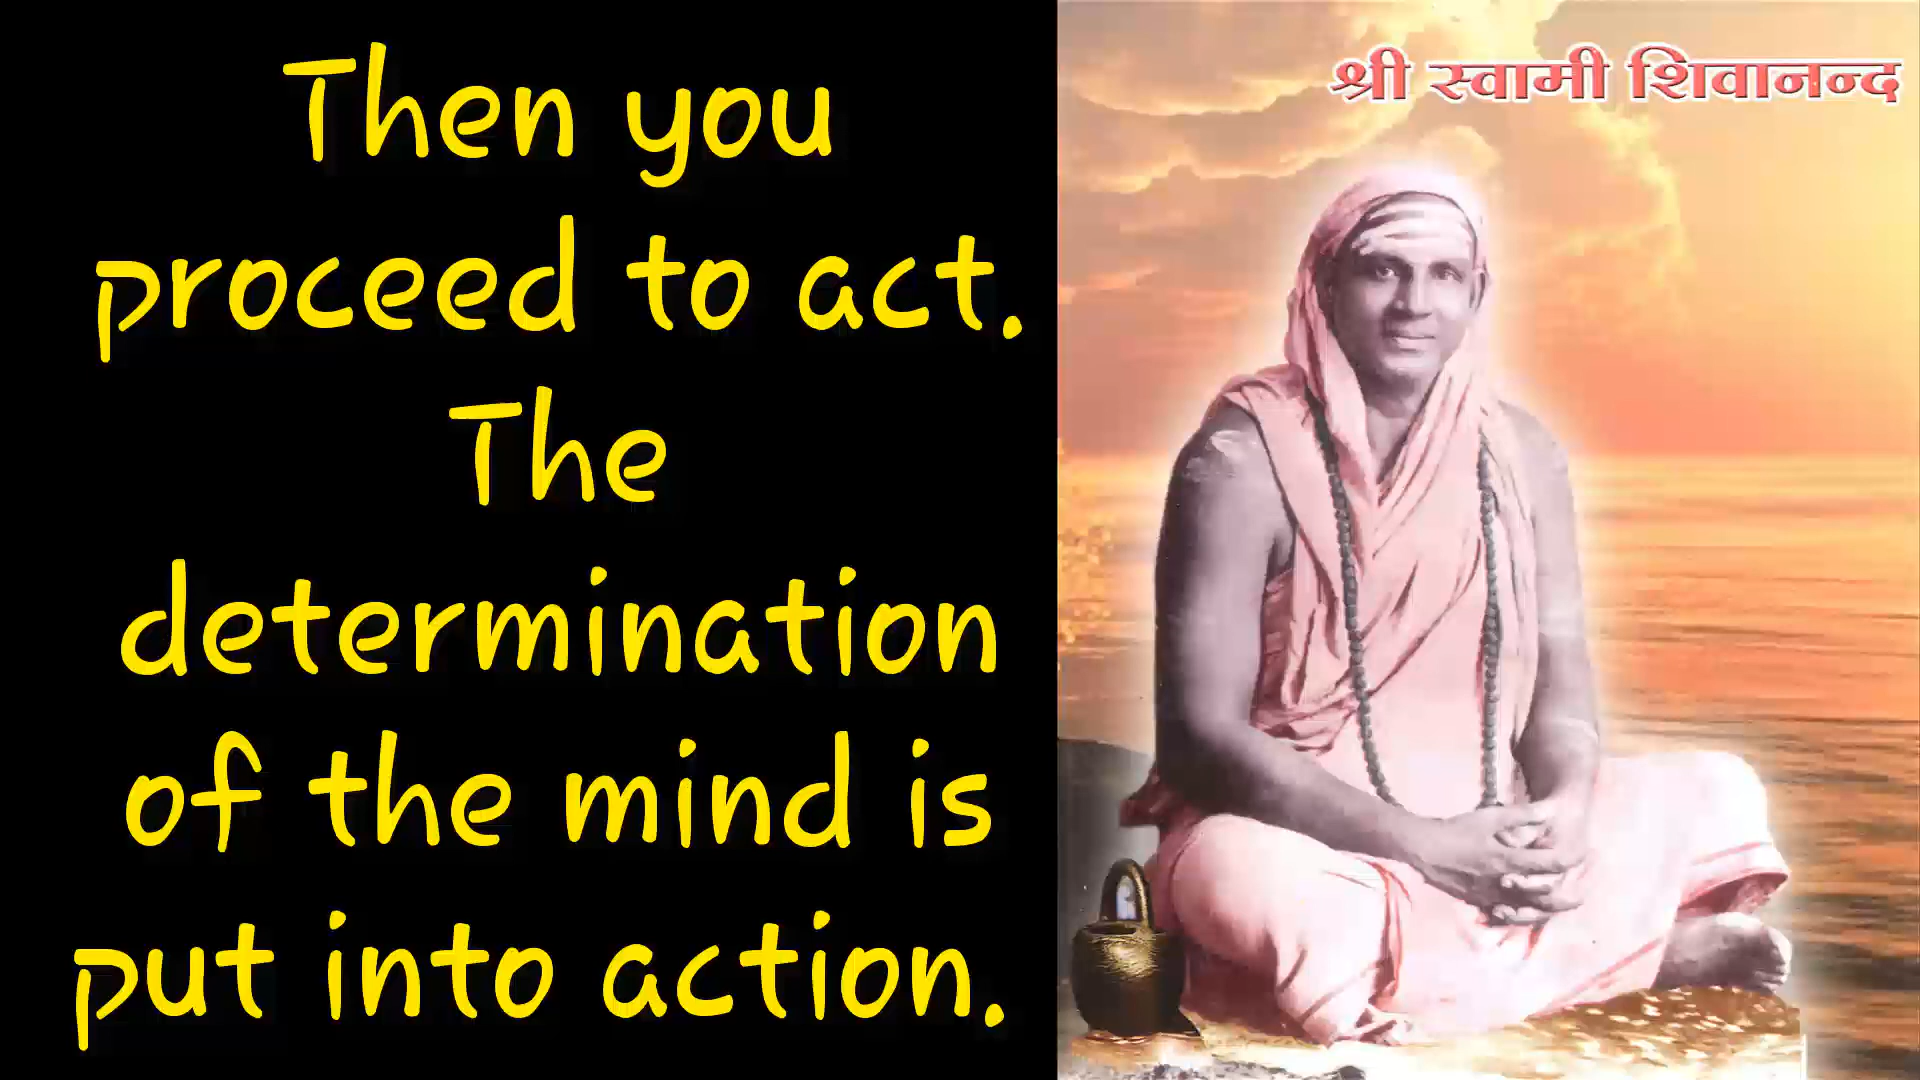 Then you
proceed to act.
The
determination
of the mind is
put into action.
श्री स्वामी शिवानन्द